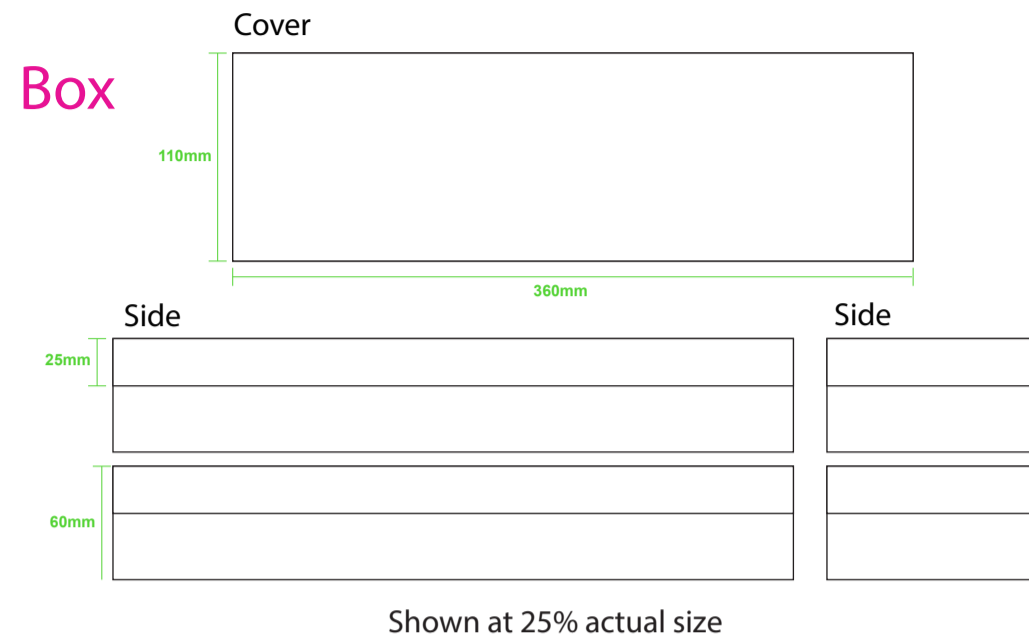 Cover
Box
110mm
360mm
Side
Side
25mm
60mm
Shown at 25% actual size